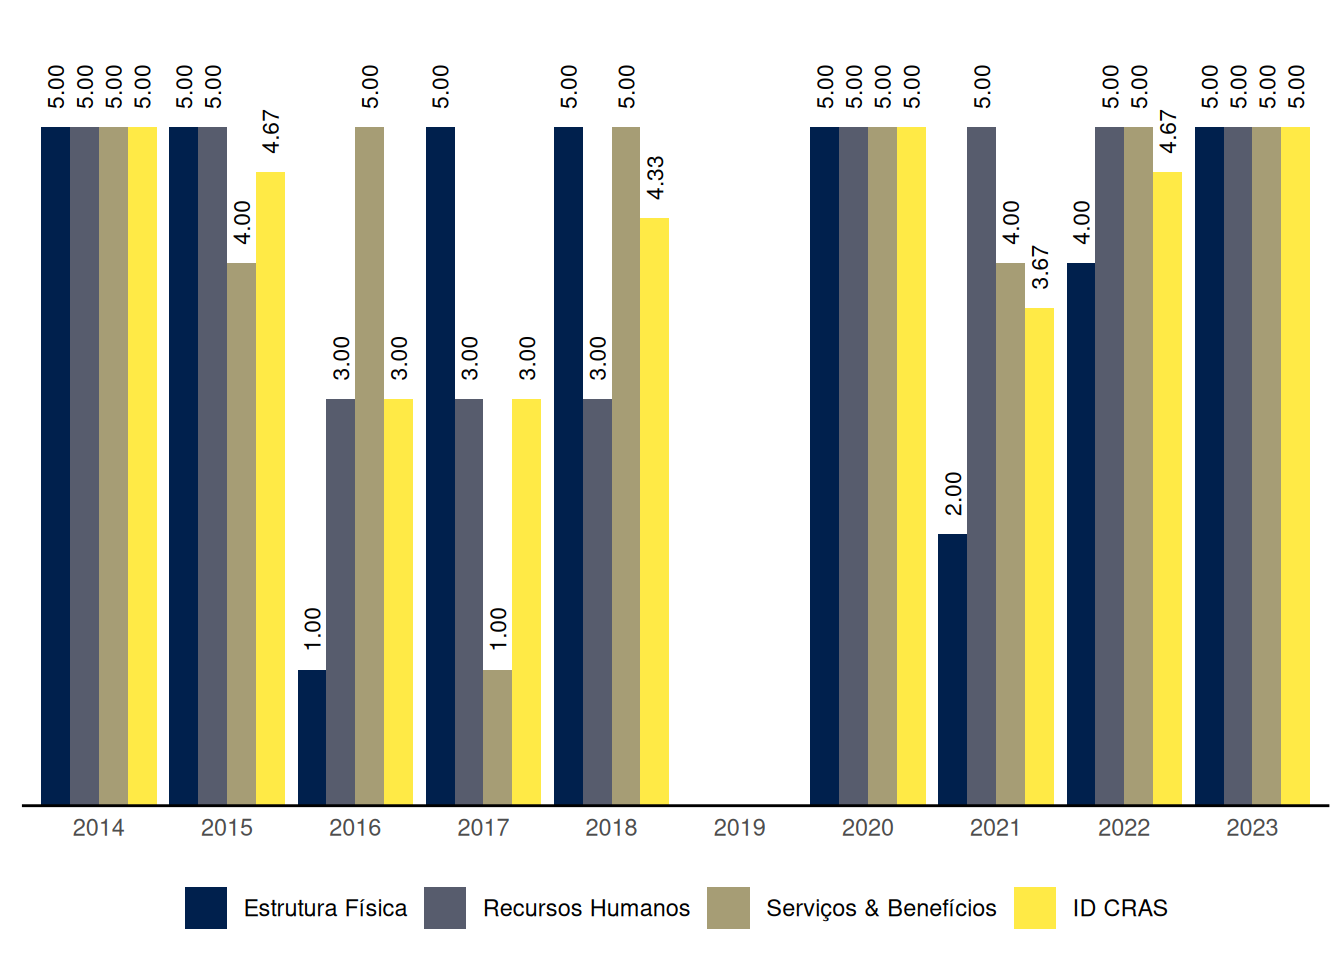 5.00 5.00 5.00 5.00 5.00 5.00 4.00 4.67 1.00 3.00 5.00 3.00 5.00 3.00 1.00 3.00 5.00 3.00 5.00 4.33 5.00 5.00 5.00 5.00 2.00 5.00 4.00 3.67 4.00 5.00 5.00 4.67 5.00 5.00 5.00 5.00
2014 2015 2016 2017 2018 2019 2020 2021 2022 2023
Estrutura Física Recursos Humanos Serviços & Benefícios ID CRAS